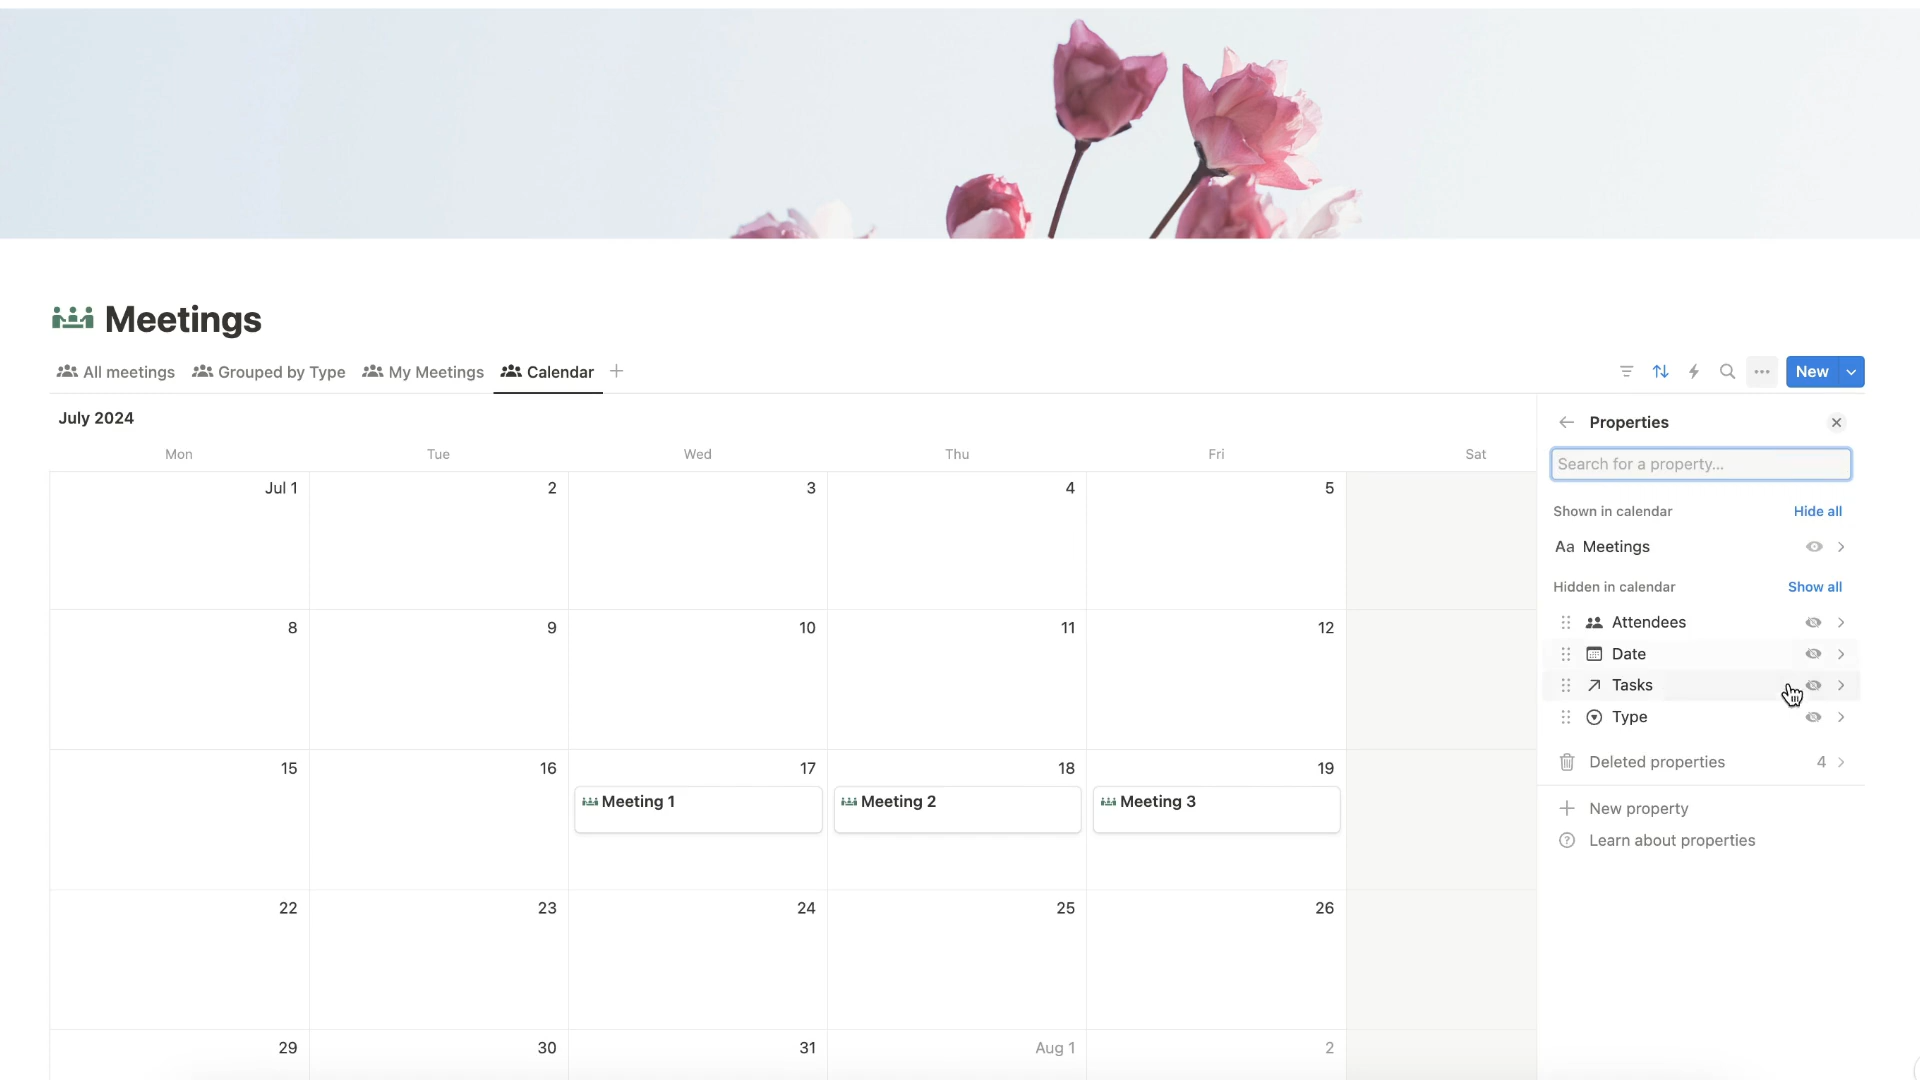 Meetings
All meetings Grouped by Type My Meetings Calendar
New
July 2024
Mon Tue Wed Thu Fri Sat
Jul 1 2 3 4 5
8 9 10 11 12
15 16 17 18 19
Meeting 1 Meeting 2 Meeting 3
22 23 24 25 26
29 30 31 Aug 1 2
Properties
Search for a property...
Shown in calendar Hide all
Aa Meetings
Hidden in calendar Show all
Attendees
Date
Tasks
Type
Deleted properties 4
New property
Learn about properties